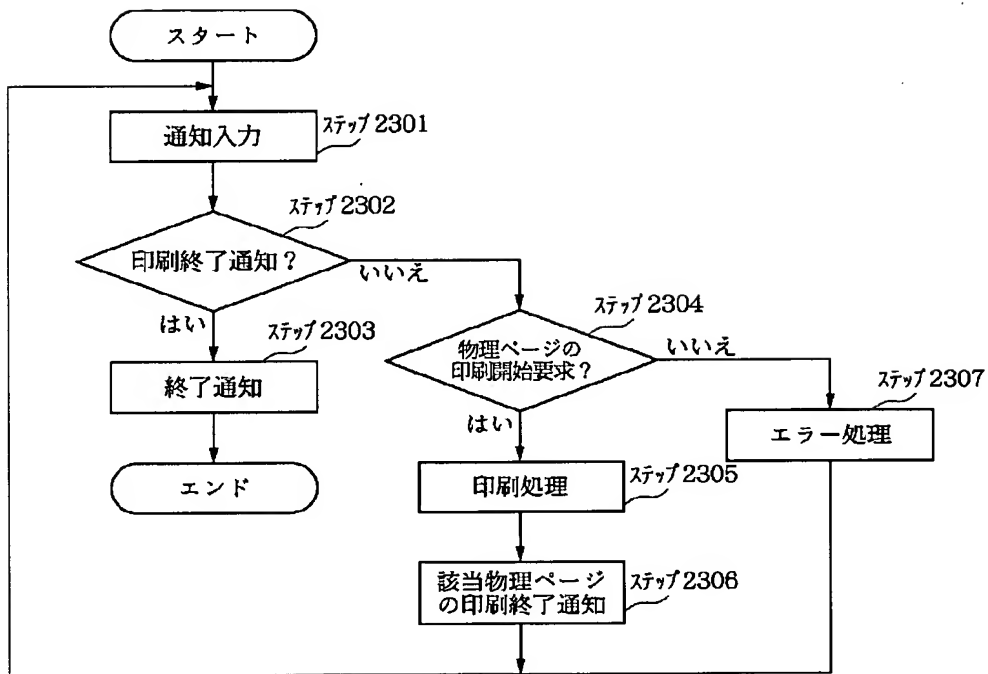 スタート
通知入力
ステップ2301
ステップ2302
印刷終了通知?
いいえ
はい
ステップ2303
終了通知
エンド
ステップ2304
物理ページの
印刷開始要求?
いいえ
はい
ステップ2307
エラー処理
印刷処理
ステップ2305
該当物理ページ
の印刷終了通知
ステップ2306